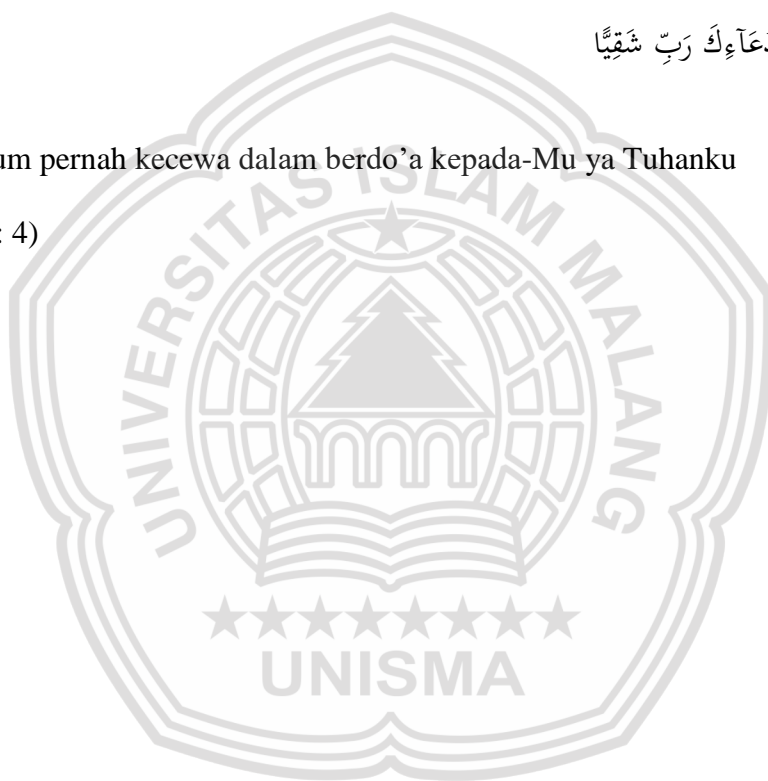 دُعَآءِكَ رَبِّ شَقِيًّا
um pernah kecewa dalam berdo’a kepada-Mu ya Tuhanku
: 4)
UNIVERSITAS ISLAM MALANG
UNISMA